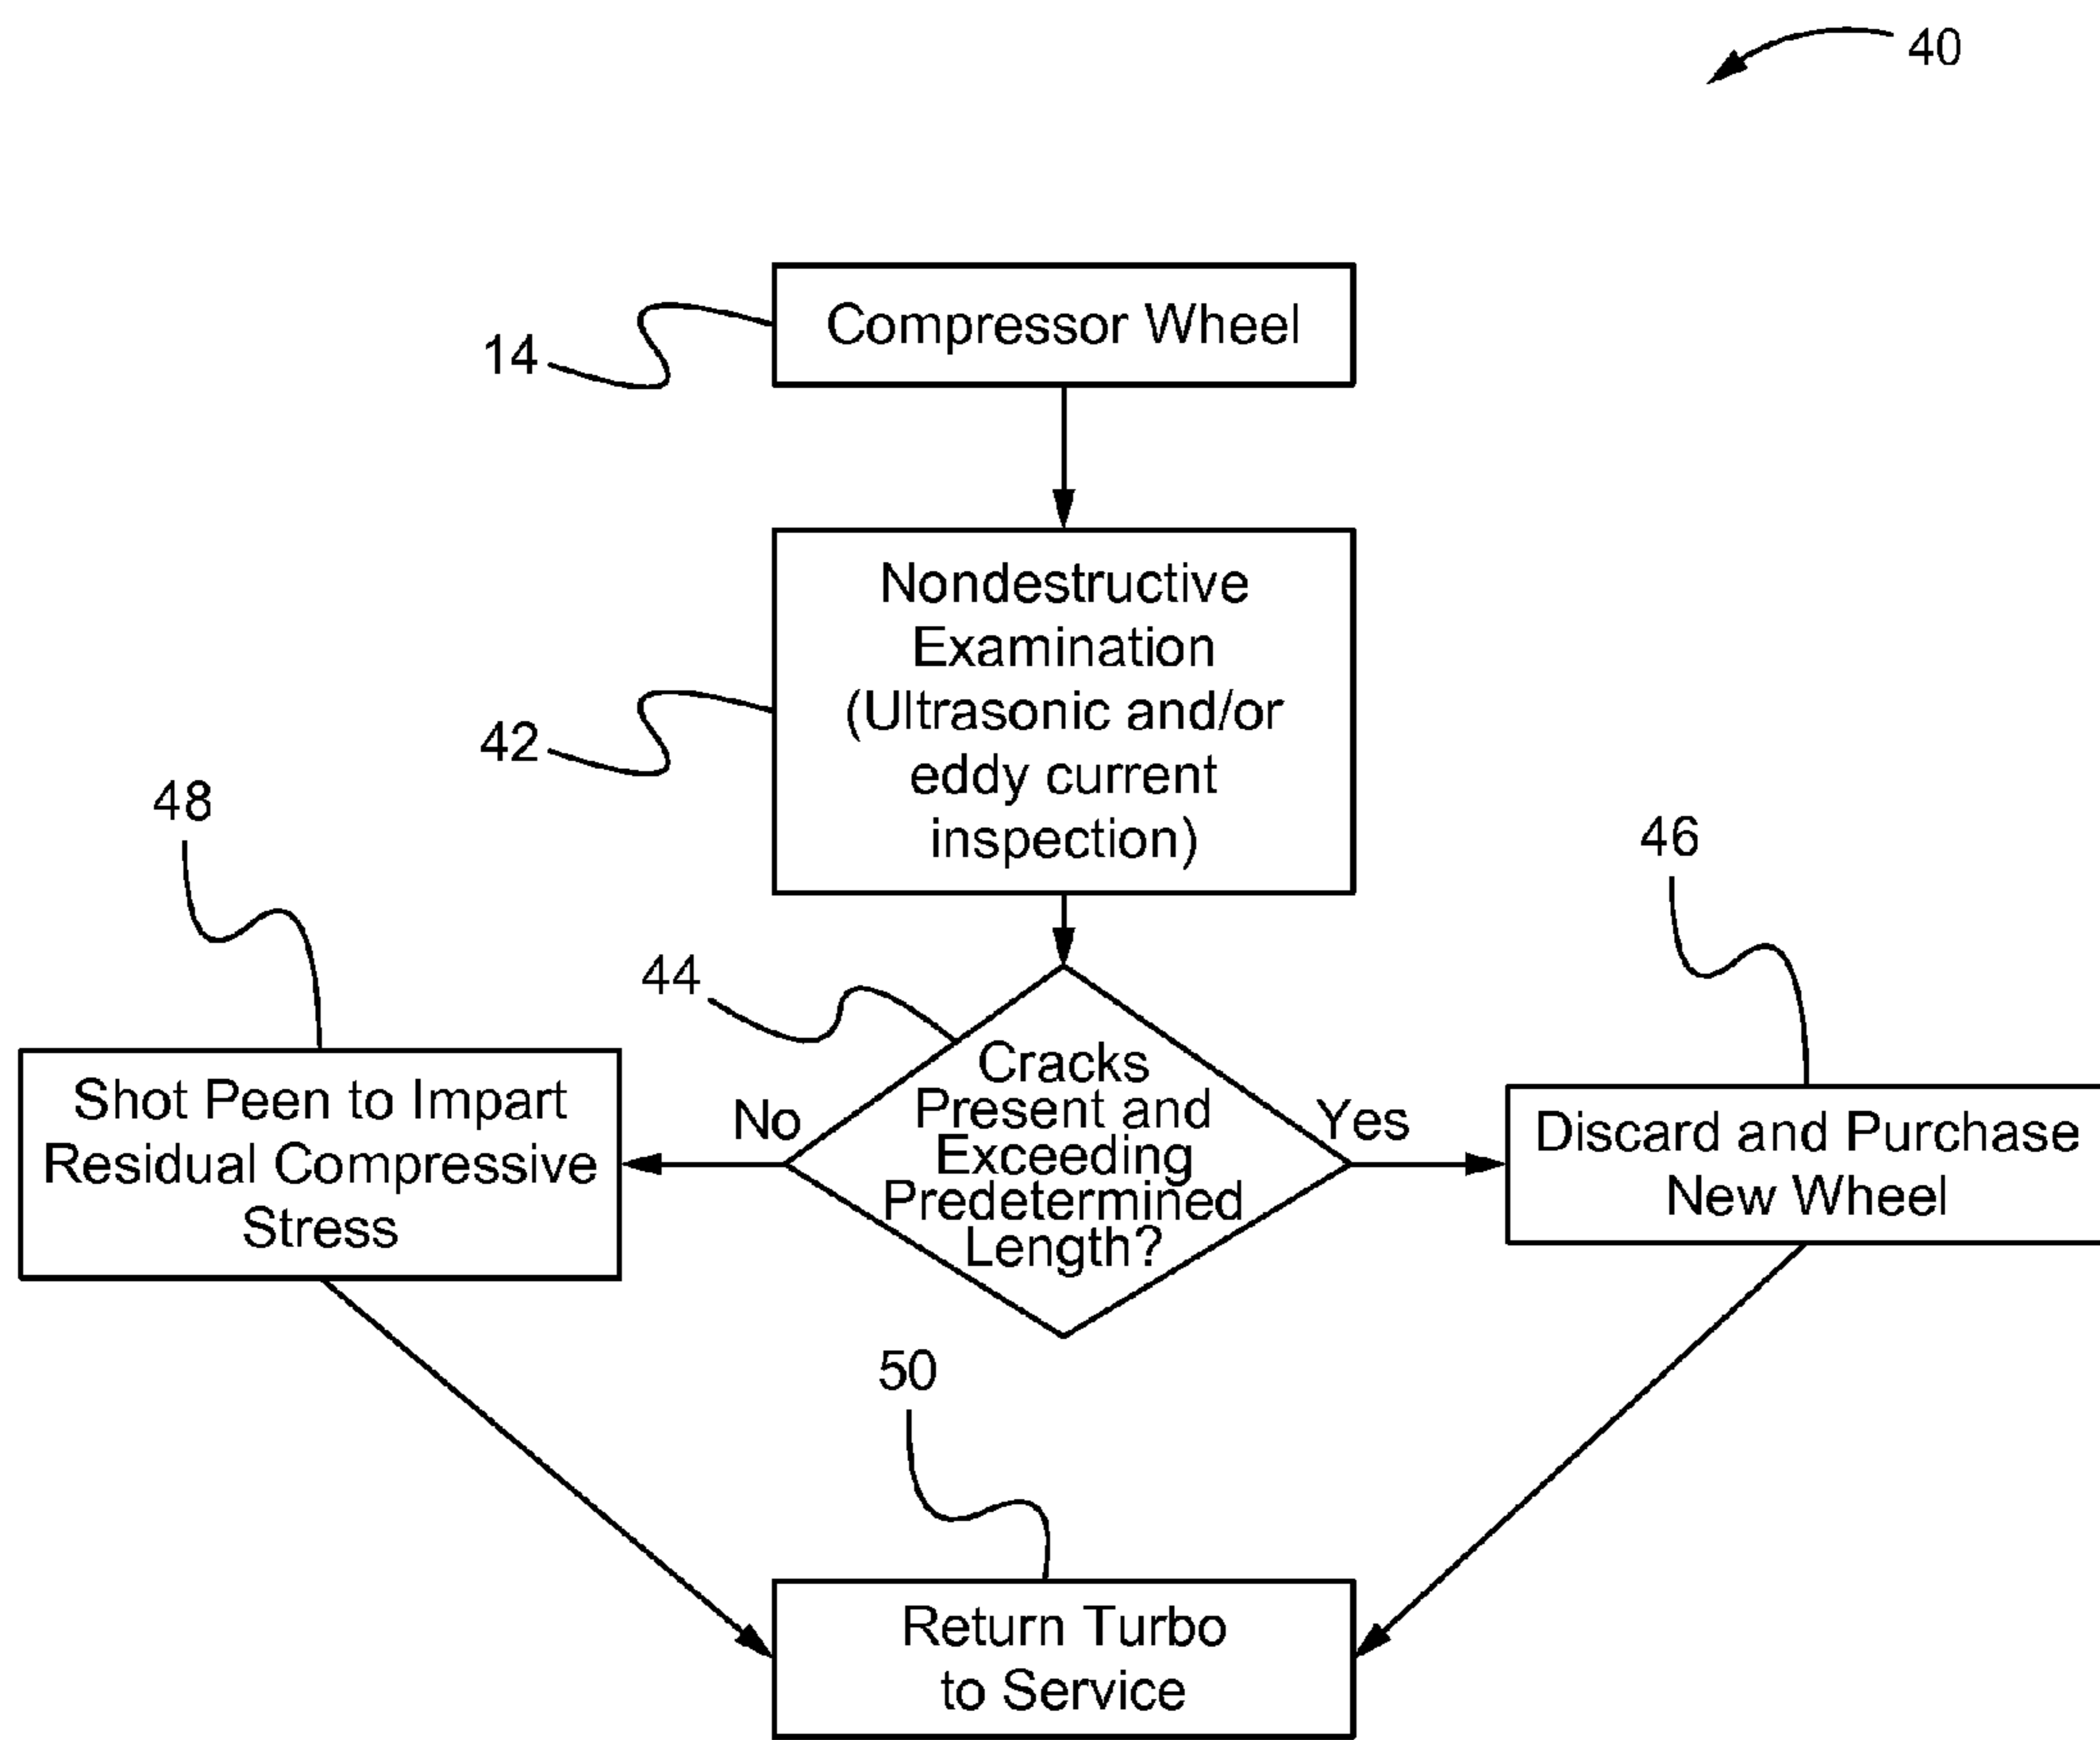 40
14
Compressor Wheel
42
Nondestructive
Examination
(Ultrasonic and/or
eddy current
inspection)
48
46
44
Shot Peen to Impart
Residual Compressive
Stress
No
Cracks
Present and
Exceeding
Predetermined
Length?
Yes
Discard and Purchase
New Wheel
50
Return Turbo
to Service